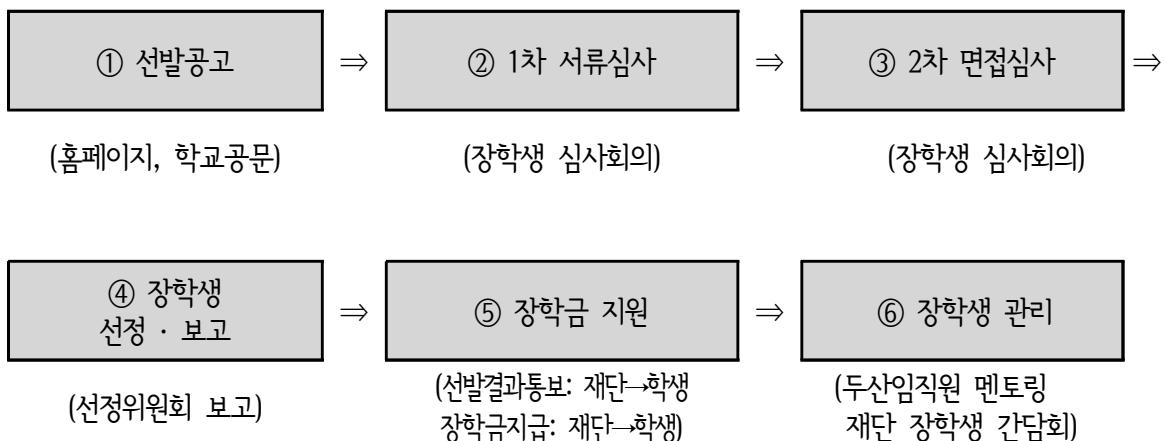 ① 선발공고 ⇒ ② 1차 서류심사 ⇒ ③ 2차 면접심사 ⇒
(홈페이지, 학교공문) (장학생 심사회의) (장학생 심사회의)
④ 장학생
선정 · 보고 ⇒ ⑤ 장학금 지원 ⇒ ⑥ 장학생 관리
(선정위원회 보고)
(선발결과통보: 재단→학생
장학금지급: 재단→학생)
(두산임직원 멘토링
재단 장학생 간담회)